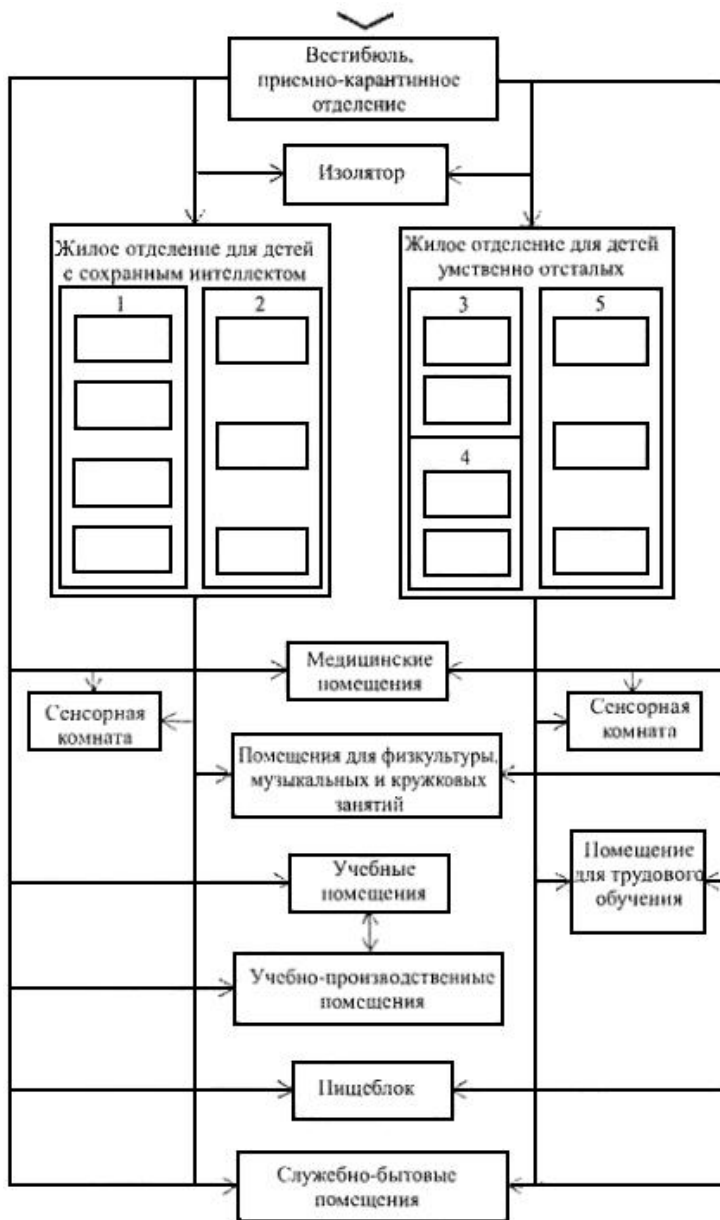 Вестибюль,
приемно-карантинное
отделение
Изолятор
Жилое отделение для детей
с сохранным интеллектом
1
2
Жилое отделение для детей
умственно отсталых
3
5
4
Медицинские
помещения
Сенсорная
комната
Сенсорная
комната
Помещения для физкультуры,
музыкальных и кружковых
занятий
Учебные
помещения
Помещение
для трудового
обучения
Учебно-производственные
помещения
Пищеблок
Служебно-бытовые
помещения